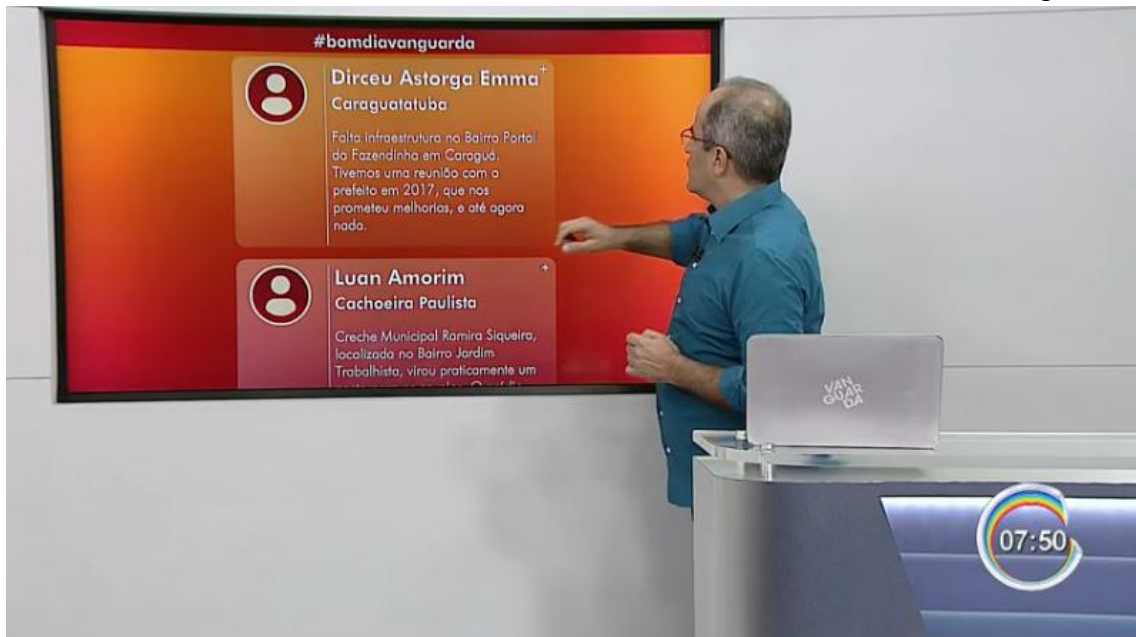 #bomdiavanguarda
Dirceu Astorga Emma
Caraguatatuba
Falta infraestrutura no Bairro Portal
da Fazendinha em Caraguá.
Tivemos uma reunião com o
prefeito em 2017, que nos
prometeu melhorias, e até agora
nada.
Luan Amorim
Cachoeira Paulista
Creche Municipal Ramira Siqueira,
localizada no Bairro Jardim
Trabalhista, virou praticamente um
VAN
GUAR
DA
07:50